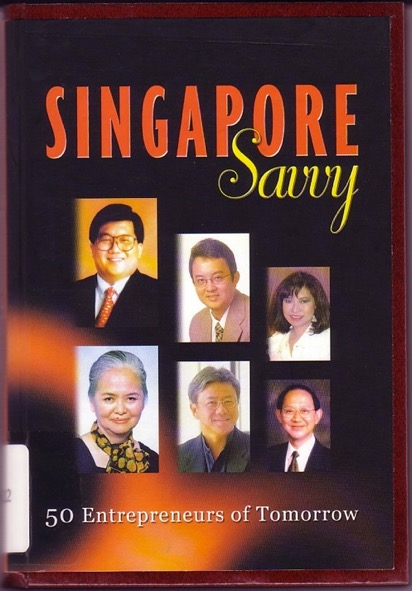 SINGAPORE
Savvy
50 Entrepreneurs of Tomorrow